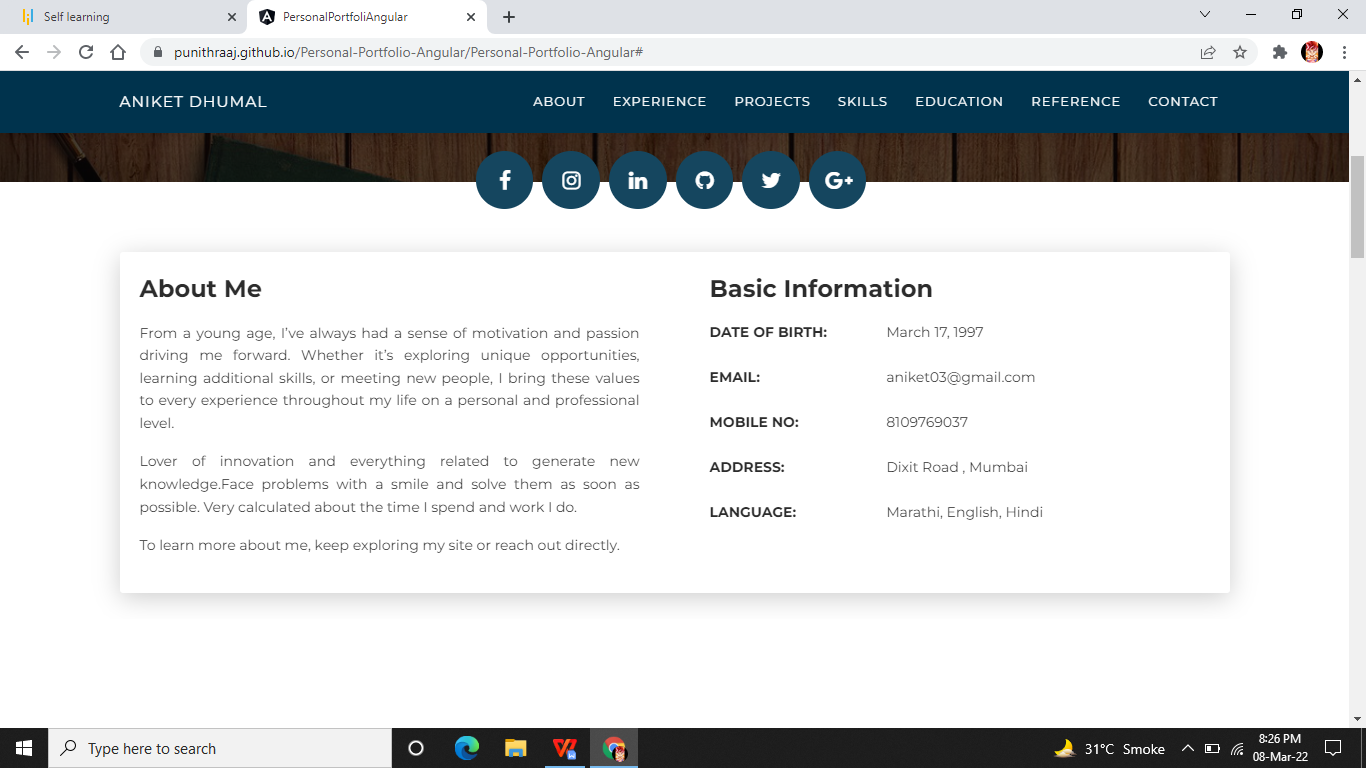 Self learning
PersonalPortfoliAngular
punithraaj.github.io/Personal-Portfolio-Angular/Personal-Portfolio-Angular#
ANIKET DHUMAL
ABOUT EXPERIENCE PROJECTS SKILLS EDUCATION REFERENCE CONTACT
About Me
From a young age, I’ve always had a sense of motivation and passion
driving me forward. Whether it’s exploring unique opportunities,
learning additional skills, or meeting new people, I bring these values
to every experience throughout my life on a personal and professional
level.
Lover of innovation and everything related to generate new
knowledge.Face problems with a smile and solve them as soon as
possible. Very calculated about the time I spend and work I do.
To learn more about me, keep exploring my site or reach out directly.
Basic Information
DATE OF BIRTH: March 17, 1997
EMAIL: aniket03@gmail.com
MOBILE NO: 8109769037
ADDRESS: Dixit Road , Mumbai
LANGUAGE: Marathi, English, Hindi
Type here to search
31°C Smoke
8:26 PM
08-Mar-22